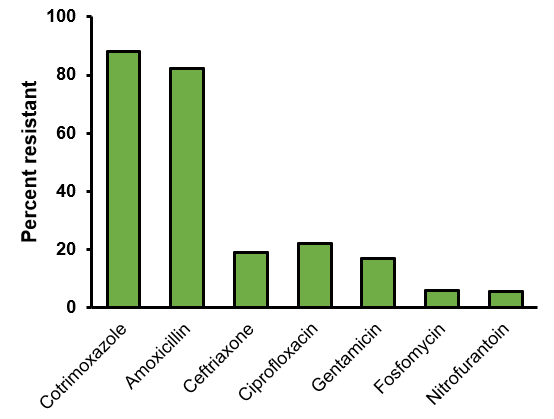 Percent resistant
100
80
60
40
20
0
Cotrimoxazole
Amoxicillin
Ceftriaxone
Ciprofloxacin
Gentamicin
Fosfomycin
Nitrofurantoin